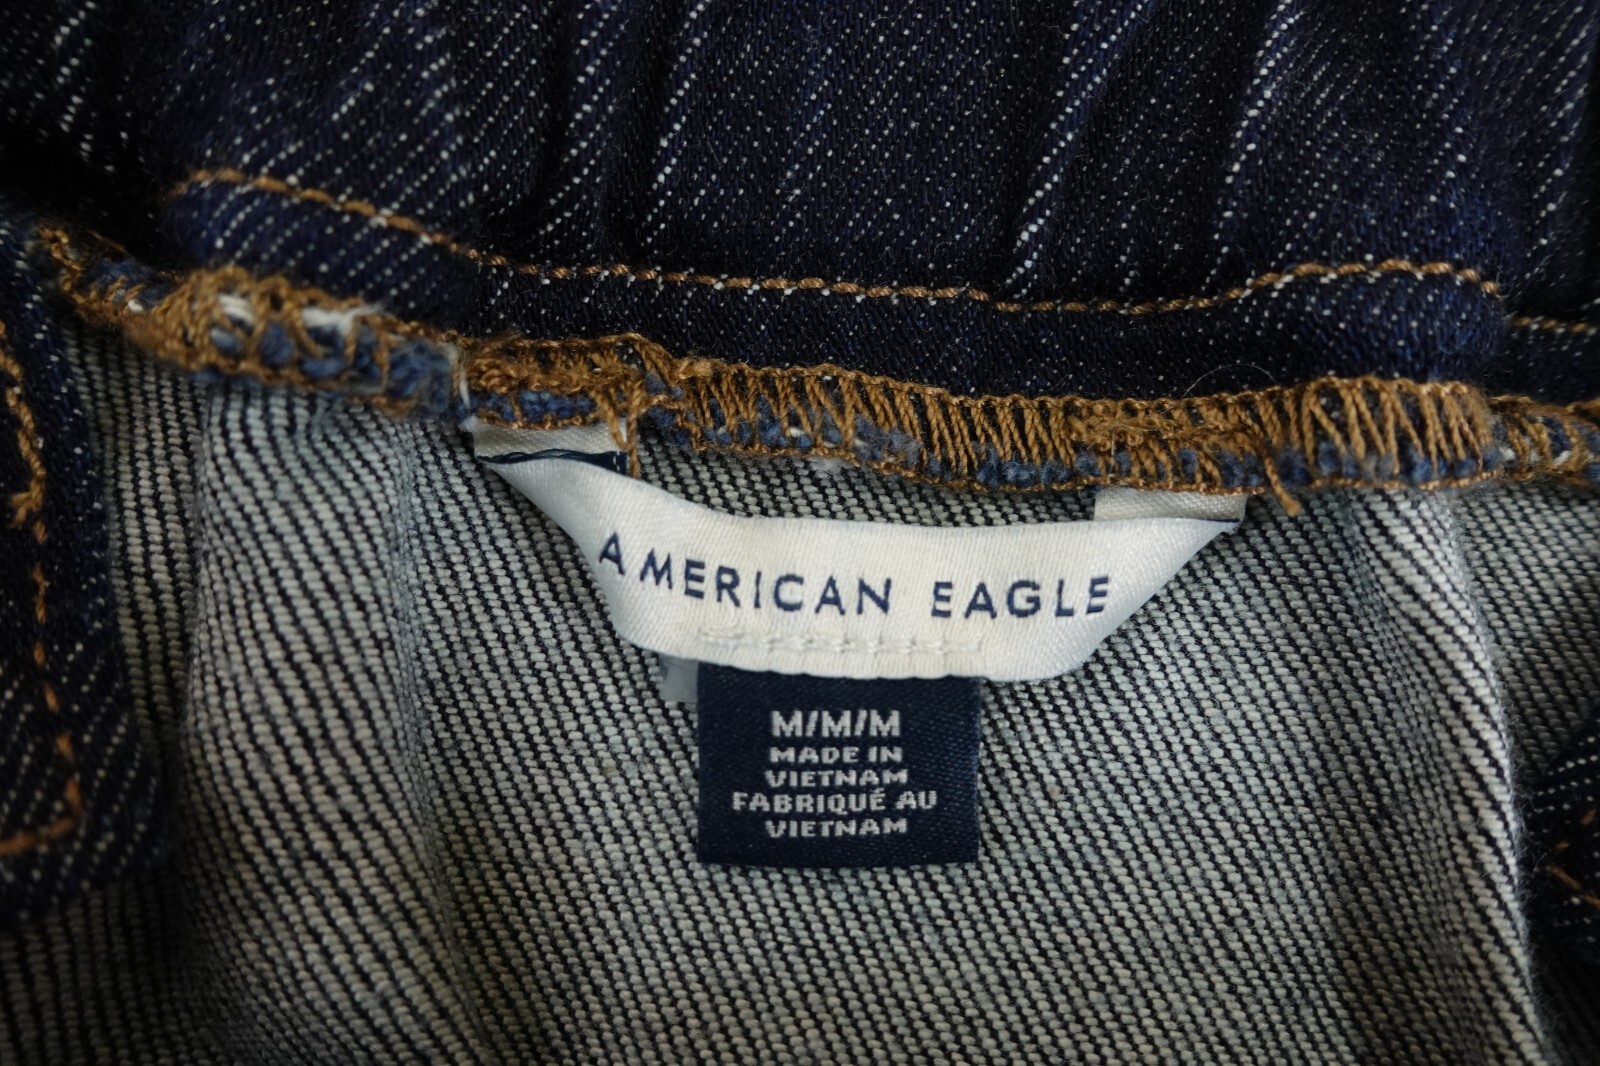 AMERICAN EAGLE
M/M/M
MADE IN
VIETNAM
FABRIQUÉ AU
VIETNAM